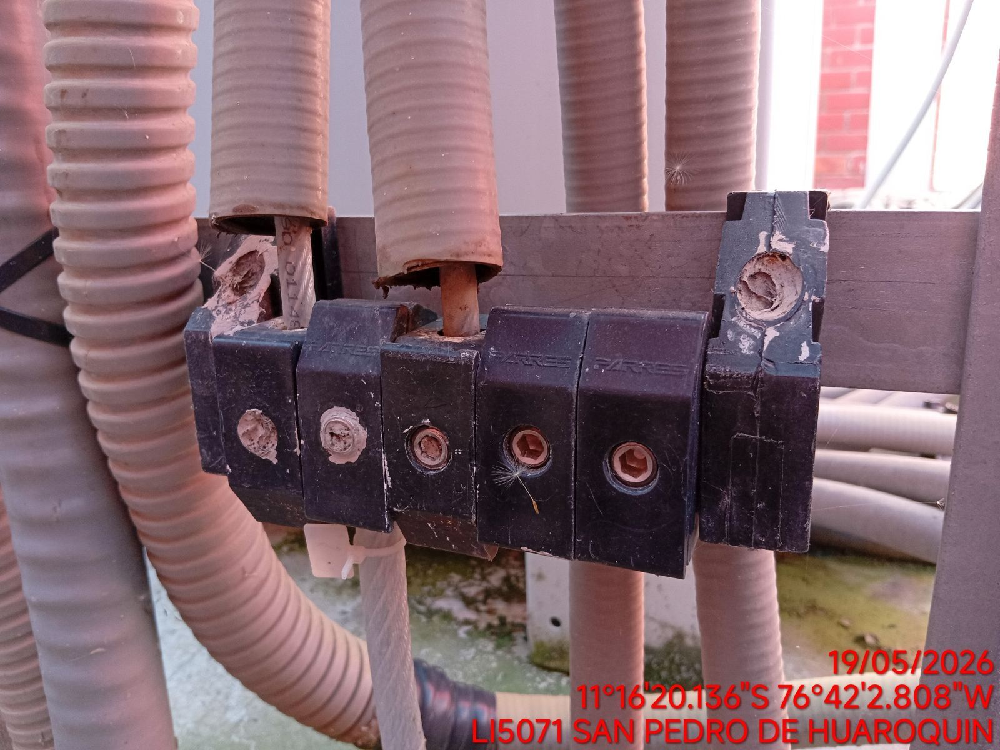 PARRES
PARRES
PARRES
19/05/2026
11°16'20.136"S 76°42'2.808"W
LI5071 SAN PEDRO DE HUAROQUIN